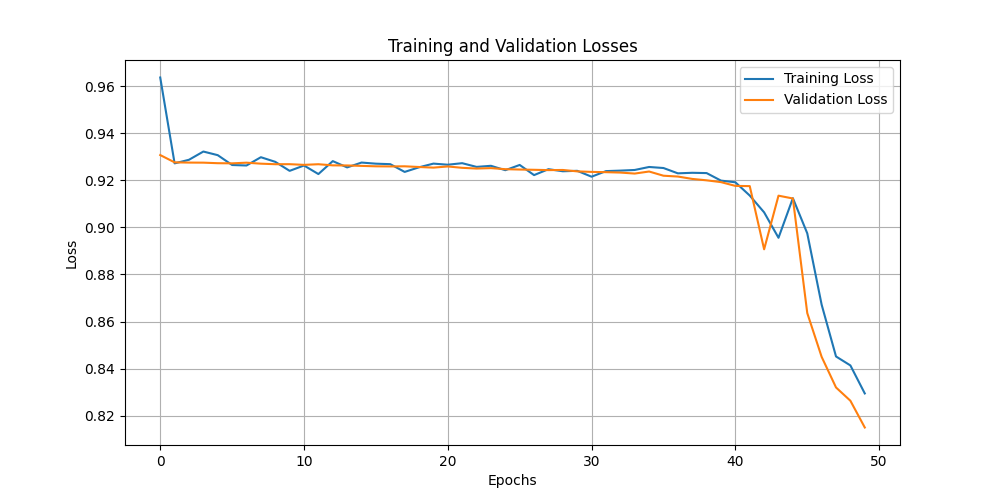 Training and Validation Losses
Training Loss
Validation Loss
Loss
0.96
0.94
0.92
0.90
0.88
0.86
0.84
0.82
0 10 20 30 40 50
Epochs